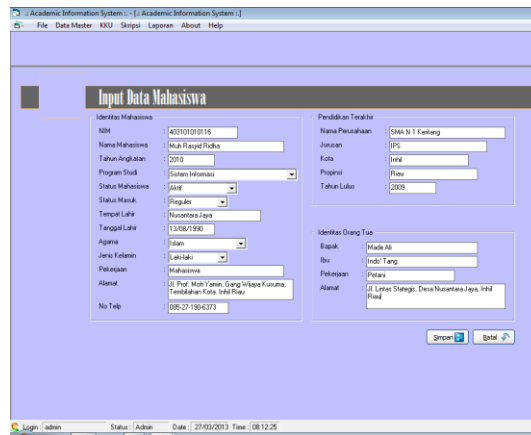 .: Academic Information System :. - [.: Academic Information System :.]
File Data Master KKU Skripsi Laporan About Help
Input Data Mahasiswa
Identitas Mahasiswa
NIM : 403101010116
Nama Mahasiswa : Muh Rasyid Ridha
Tahun Angkatan : 2010
Program Studi : Sistem Informasi
Status Mahasiswa : Aktif
Status Masuk : Reguler
Tempat Lahir : Nusantara Jaya
Tanggal Lahir : 13/08/1990
Agama : Islam
Jenis Kelamin : Laki-laki
Pekerjaan : Mahasiswa
Alamat : Jl. Prof. Moh Yamin, Gang Wijaya Kusuma,
Tembilahan Kota. Inhil Riau
No Telp : 085-27-190-6373
Pendidikan Terakhir
Nama Perusahaan : SMA N 1 Keritang
Jurusan : IPS
Kota : Inhil
Propinsi : Riau
Tahun Lulus : 2009
Identitas Orang Tua
Bapak : Made Ali
Ibu : Indo' Tang
Pekerjaan : Petani
Alamat : Jl. Lintas Stategis, Desa Nusantara Jaya, Inhil
Riau
Simpan Batal
Login : admin Status : Admin Date : 27/03/2013 Time : 08:12:25